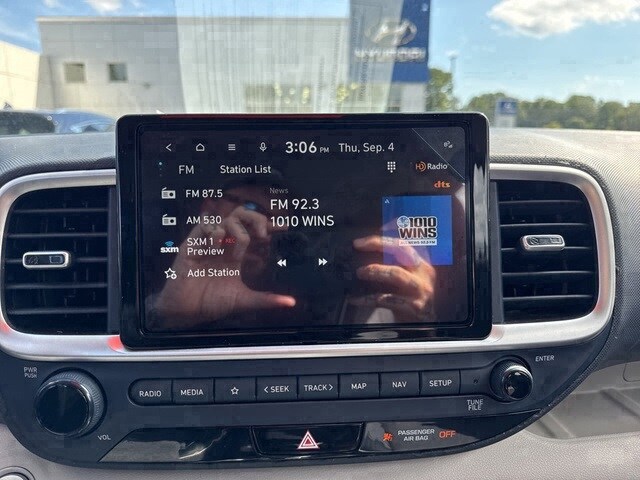 HYUNDAI
3:06 PM Thu, Sep. 4
FM Station List HD Radio
dts
FM 87.5
News
FM 92.3
1010 WINS
AM 530
SXM 1 REC
sxm Preview
Add Station
1010
WINS
PWR
PUSH
VOL
RADIO MEDIA < SEEK TRACK > MAP NAV SETUP
ENTER
TUNE
FILE
PASSENGER
AIR BAG OFF